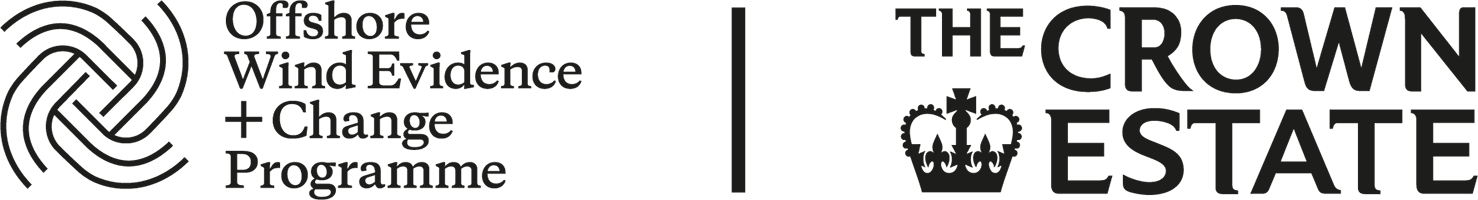 Offshore
Wind Evidence
+ Change
Programme
THE CROWN
ESTATE